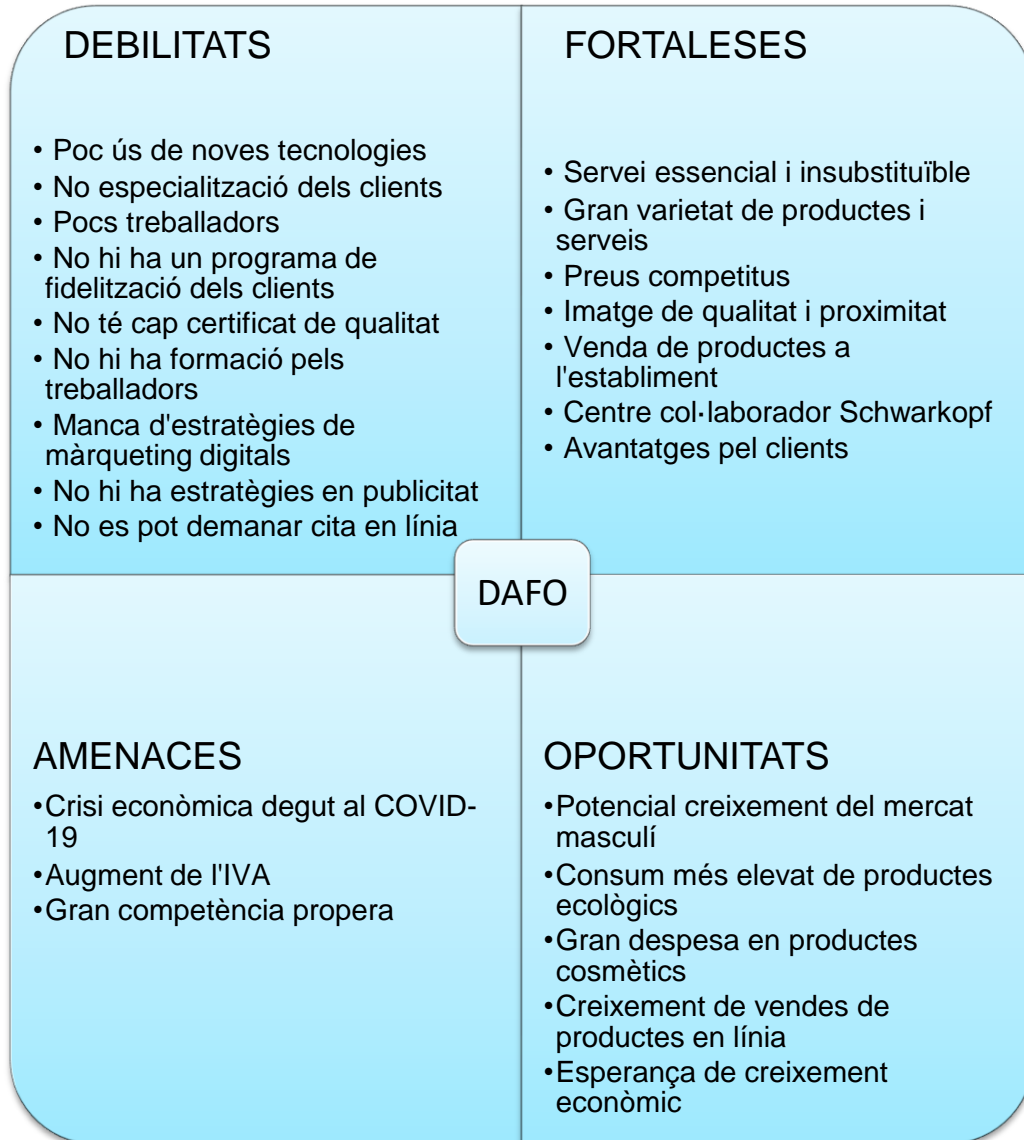 DEBILITATS
• Poc ús de noves tecnologies
• No especialització dels clients
• Pocs treballadors
• No hi ha un programa de
fidelització dels clients
• No té cap certificat de qualitat
• No hi ha formació pels
treballadors
• Manca d'estratègies de
màrqueting digitals
• No hi ha estratègies en publicitat
• No es pot demanar cita en línia
FORTALESES
• Servei essencial i insubstituïble
• Gran varietat de productes i
serveis
• Preus competitus
• Imatge de qualitat i proximitat
• Venda de productes a
l'establiment
• Centre col·laborador Schwarkopf
• Avantatges pel clients
DAFO
AMENACES
•Crisi econòmica degut al COVID-
19
•Augment de l'IVA
•Gran competència propera
OPORTUNITATS
•Potencial creixement del mercat
masculí
•Consum més elevat de productes
ecològics
•Gran despesa en productes
cosmètics
•Creixement de vendes de
productes en línia
•Esperança de creixement
econòmic